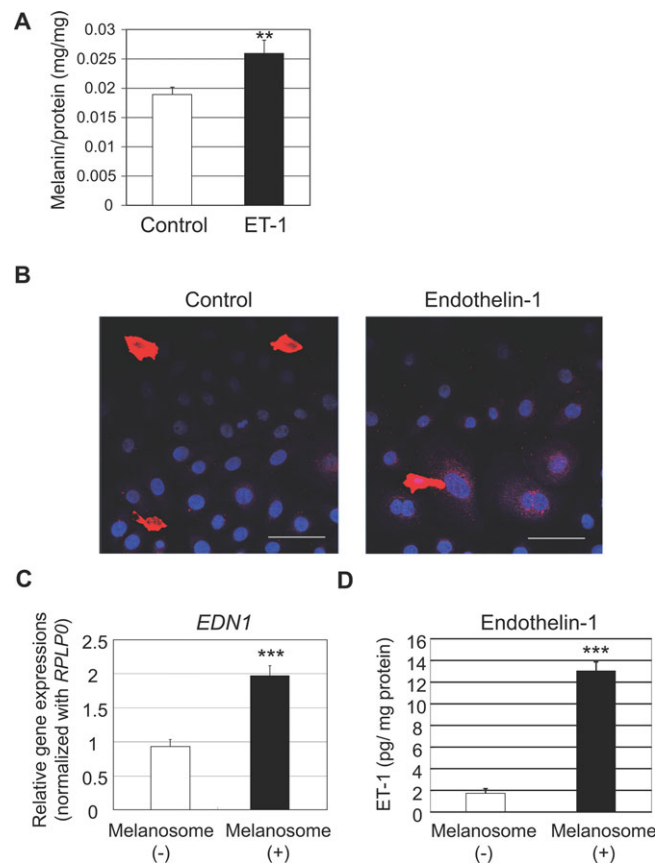 A
Melanin/protein (mg/mg)
0.03
0.025
0.02
0.015
0.01
0.005
0
**
Control
ET-1
B
Control
Endothelin-1
C
EDN1
Relative gene expressions
(normalized with RPLP0)
2.5
2
1.5
1
0.5
0
***
Melanosome
(-)
Melanosome
(+)
D
Endothelin-1
ET-1 (pg/ mg protein)
16
14
12
10
8
6
4
2
0
***
Melanosome
(-)
Melanosome
(+)